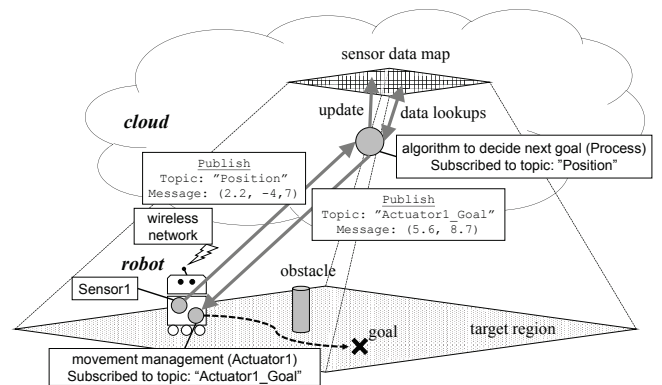 sensor data map
cloud
update
data lookups
algorithm to decide next goal (Process)
Subscribed to topic: ”Position”
Publish
Topic: ”Position”
Message: (2.2, -4,7)
Publish
Topic: ”Actuator1_Goal”
Message: (5.6, 8.7)
wireless
network
robot
obstacle
Sensor1
goal
target region
movement management (Actuator1)
Subscribed to topic: “Actuator1_Goal”